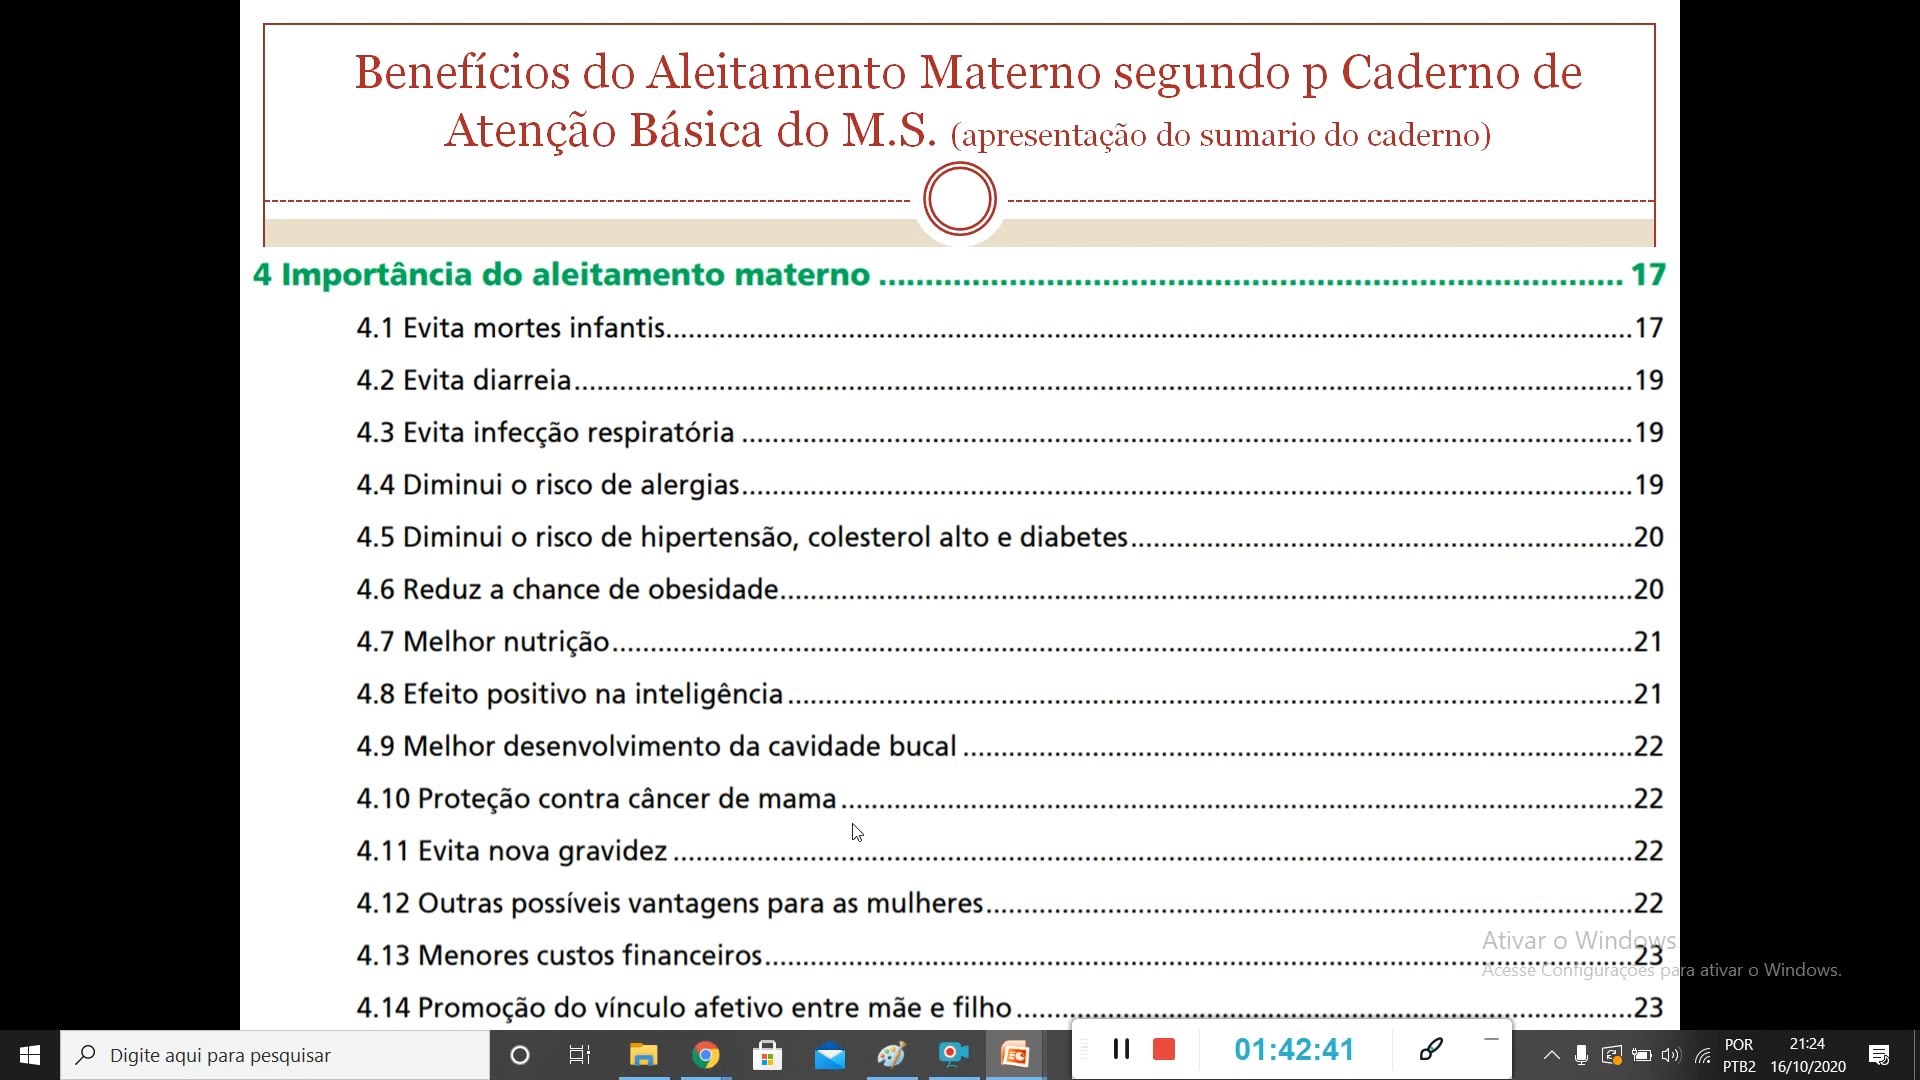 Benefícios do Aleitamento Materno segundo p Caderno de
Atenção Básica do M.S. (apresentação do sumario do caderno)
4 Importância do aleitamento materno ................................................................................ 17
4.1 Evita mortes infantis................................................................................17
4.2 Evita diarreia................................................................................19
4.3 Evita infecção respiratória ................................................................................19
4.4 Diminui o risco de alergias................................................................................19
4.5 Diminui o risco de hipertensão, colesterol alto e diabetes................................................................................20
4.6 Reduz a chance de obesidade................................................................................20
4.7 Melhor nutrição................................................................................21
4.8 Efeito positivo na inteligência................................................................................21
4.9 Melhor desenvolvimento da cavidade bucal ................................................................................22
4.10 Proteção contra câncer de mama ................................................................................22
4.11 Evita nova gravidez ................................................................................22
4.12 Outras possíveis vantagens para as mulheres................................................................................22
4.13 Menores custos financeiros................................................................................23
4.14 Promoção do vínculo afetivo entre mãe e filho................................................................................23
Ativar o Windows
Acesse Configurações para ativar o Windows.
Digite aqui para pesquisar
01:42:41
POR
PTB2
21:24
16/10/2020